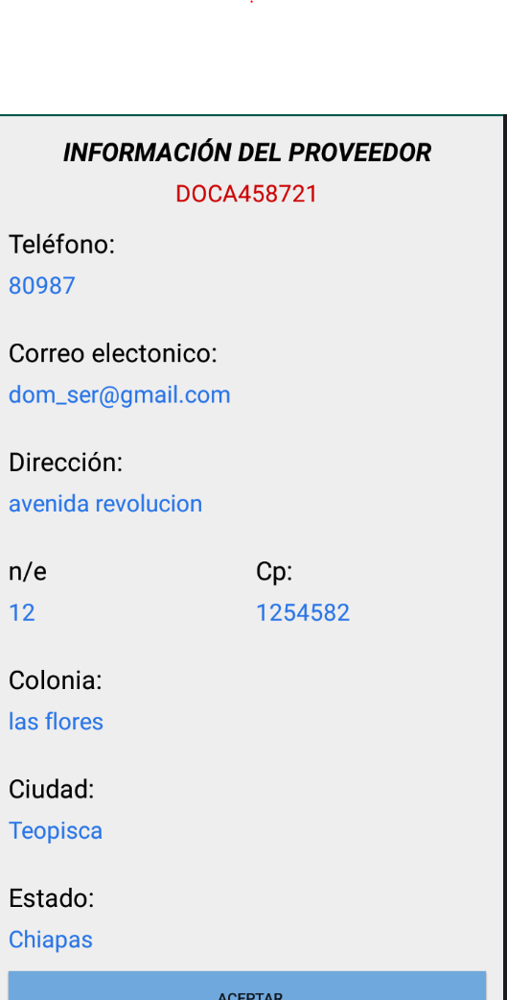 INFORMACIÓN DEL PROVEEDOR
DOCA458721
Teléfono:
80987
Correo electonico:
dom_ser@gmail.com
Dirección:
avenida revolucion
n/e Cp:
12 1254582
Colonia:
las flores
Ciudad:
Teopisca
Estado:
Chiapas
ACEPTAR